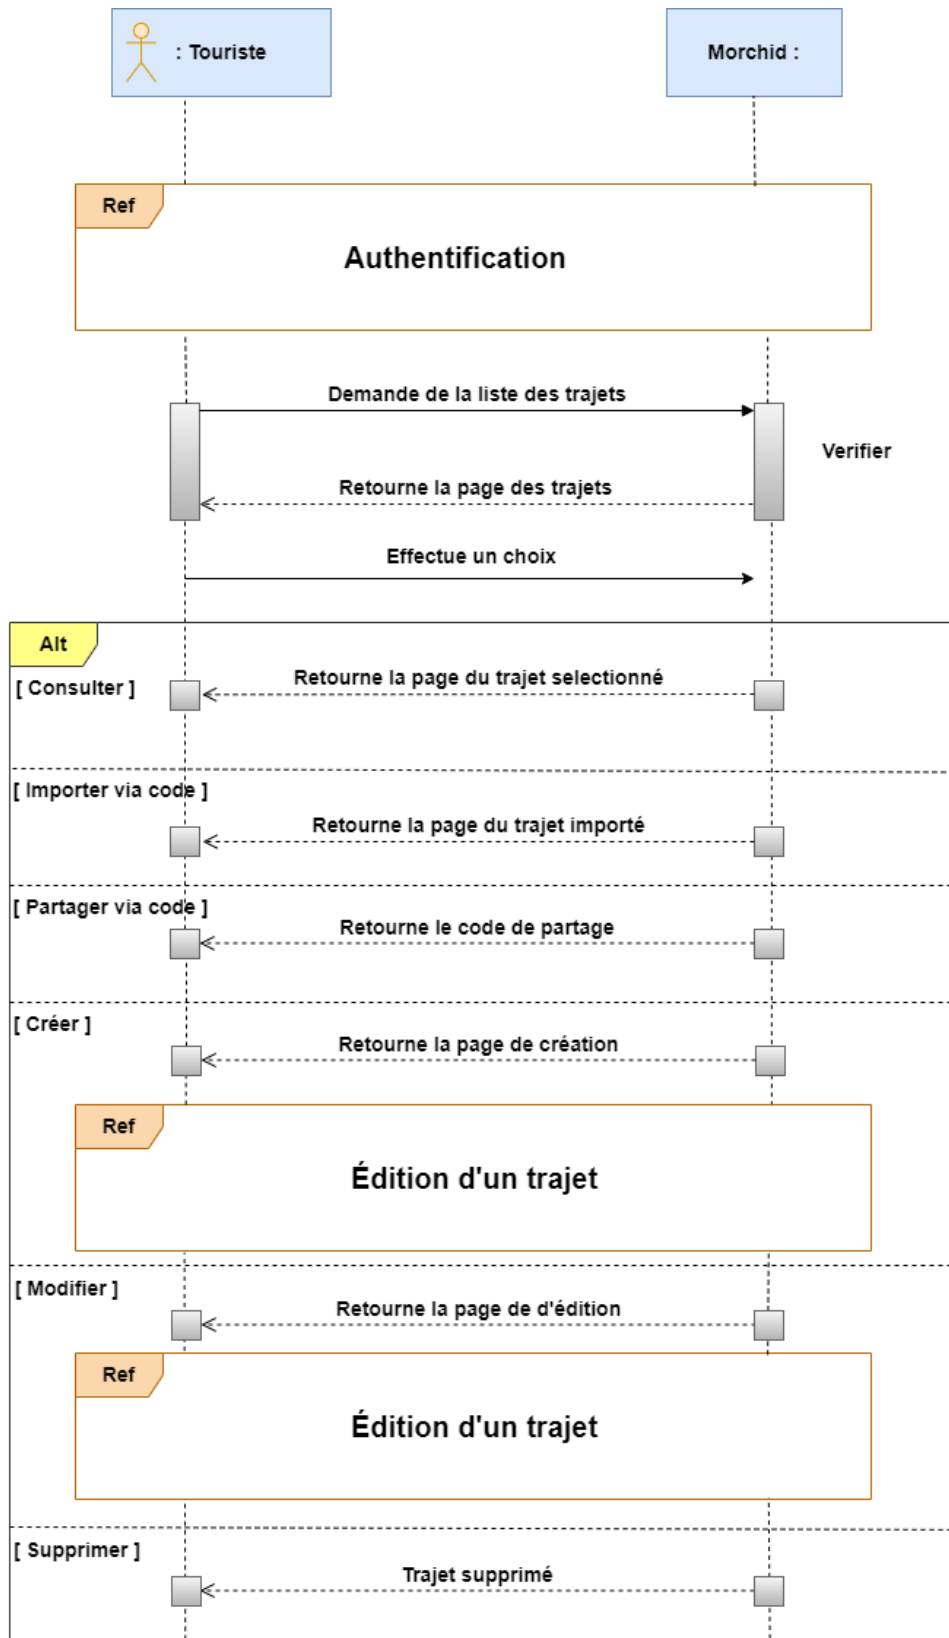 : Touriste
Morchid :
Ref
Authentification
Demande de la liste des trajets
Verifier
Retourne la page des trajets
Effectue un choix
Alt
[ Consulter ]
Retourne la page du trajet selectionné
[ Importer via code ]
Retourne la page du trajet importé
[ Partager via code ]
Retourne le code de partage
[ Créer ]
Retourne la page de création
Ref
Édition d'un trajet
[ Modifier ]
Retourne la page de d'édition
Ref
Édition d'un trajet
[ Supprimer ]
Trajet supprimé